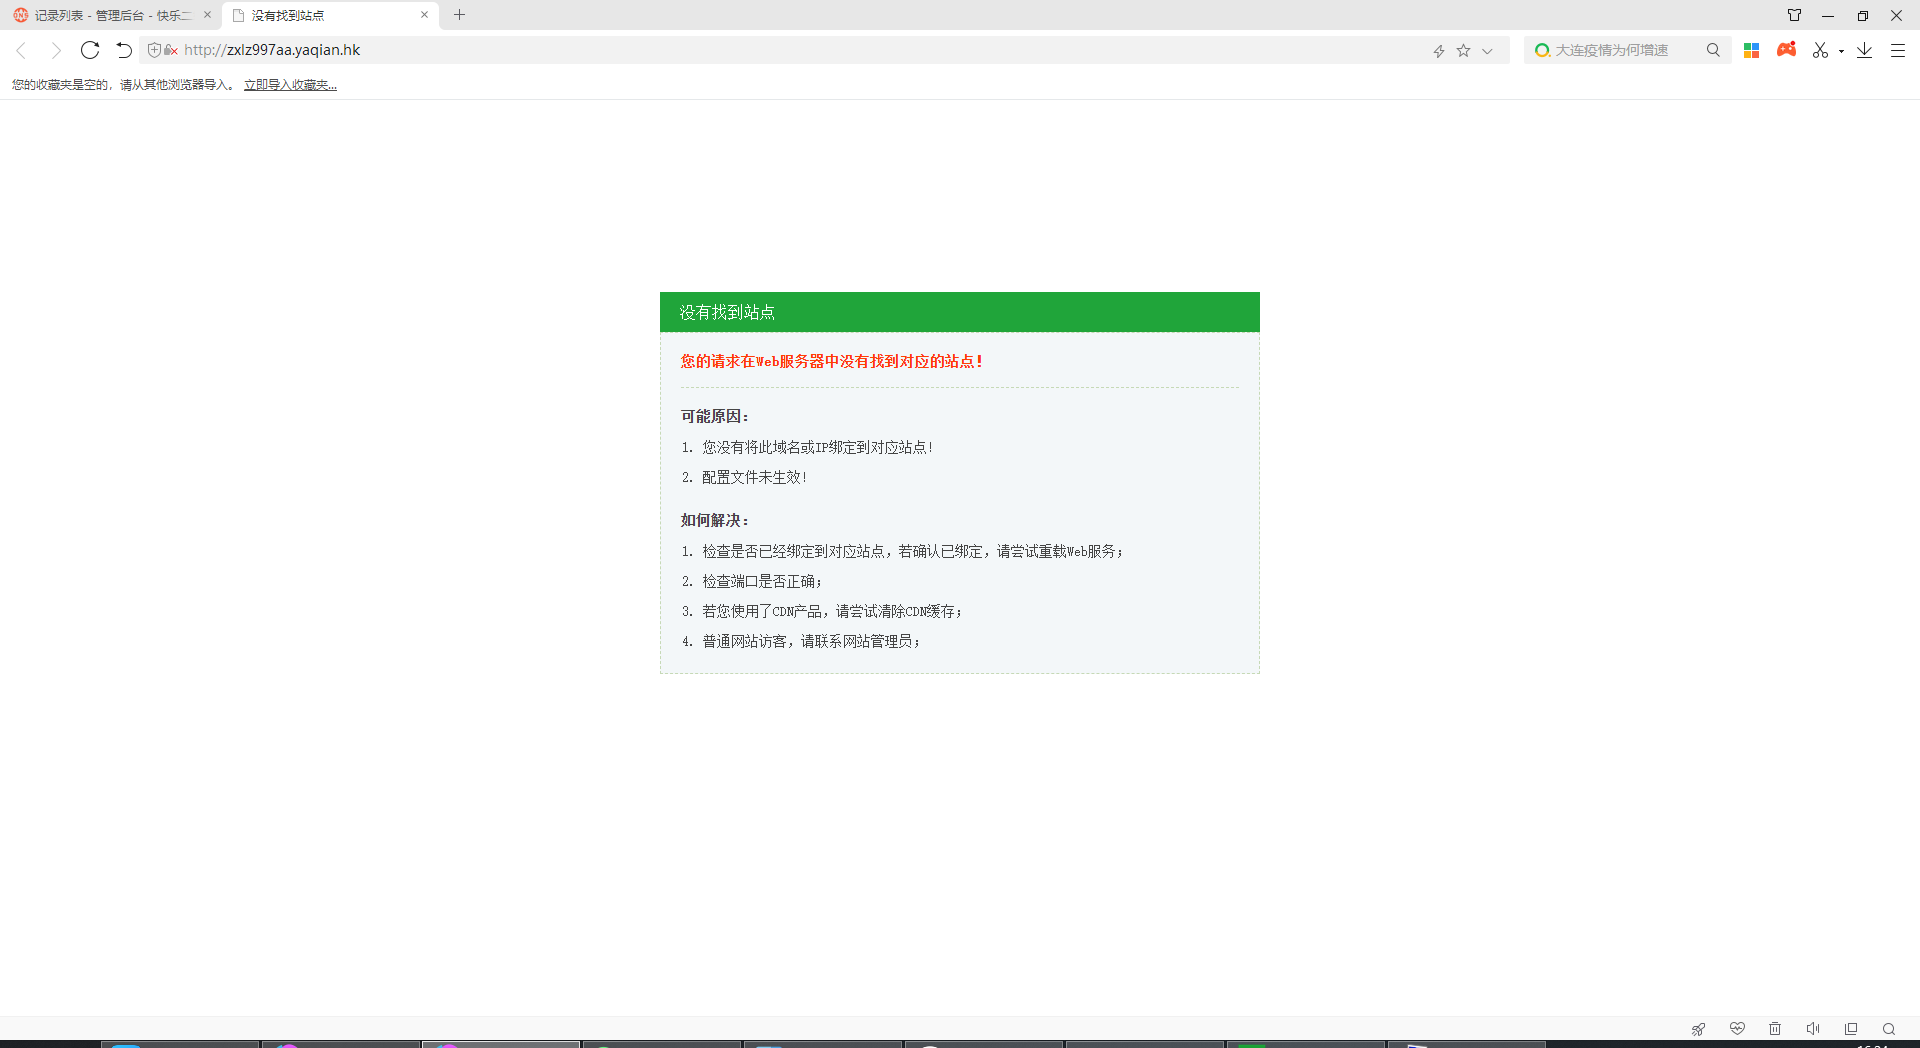 记录列表 - 管理后台 - 快乐二
没有找到站点
http://zxlz997aa.yaqian.hk
大连疫情为何增速
您的收藏夹是空的，请从其他浏览器导入。 立即导入收藏夹...
没有找到站点
您的请求在Web服务器中没有找到对应的站点！
可能原因：
1. 您没有将此域名或IP绑定到对应站点！
2. 配置文件未生效！
如何解决：
1. 检查是否已经绑定到对应站点，若确认已绑定，请尝试重载Web服务；
2. 检查端口是否正确；
3. 若您使用了CDN产品，请尝试清除CDN缓存；
4. 普通网站访客，请联系网站管理员；